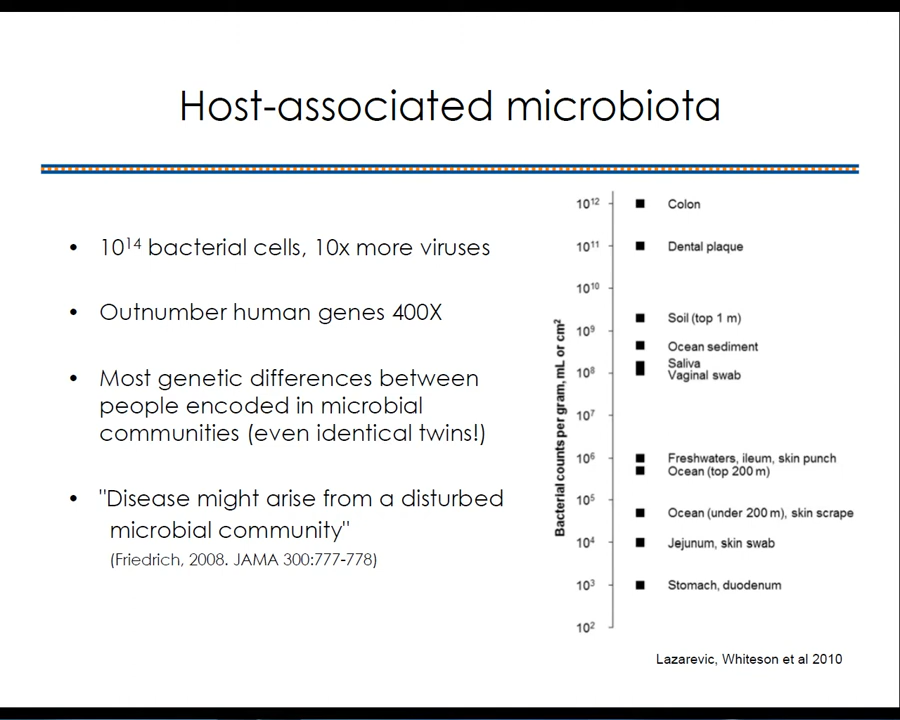 Host-associated microbiota
• 10¹⁴ bacterial cells, 10x more viruses
• Outnumber human genes 400X
• Most genetic differences between
people encoded in microbial
communities (even identical twins!)
• "Disease might arise from a disturbed
microbial community"
(Friedrich, 2008. JAMA 300:777-778)
Bacterial counts per gram, mL or cm²
10¹² Colon
10¹¹ Dental plaque
10¹⁰
Soil (top 1 m)
10⁹
Ocean sediment
Saliva
10⁸ Vaginal swab
10⁷
10⁶ Freshwaters, ileum, skin punch
Ocean (top 200 m)
10⁵
Ocean (under 200 m), skin scrape
10⁴ Jejunum, skin swab
10³ Stomach, duodenum
10²
Lazarevic, Whiteson et al 2010